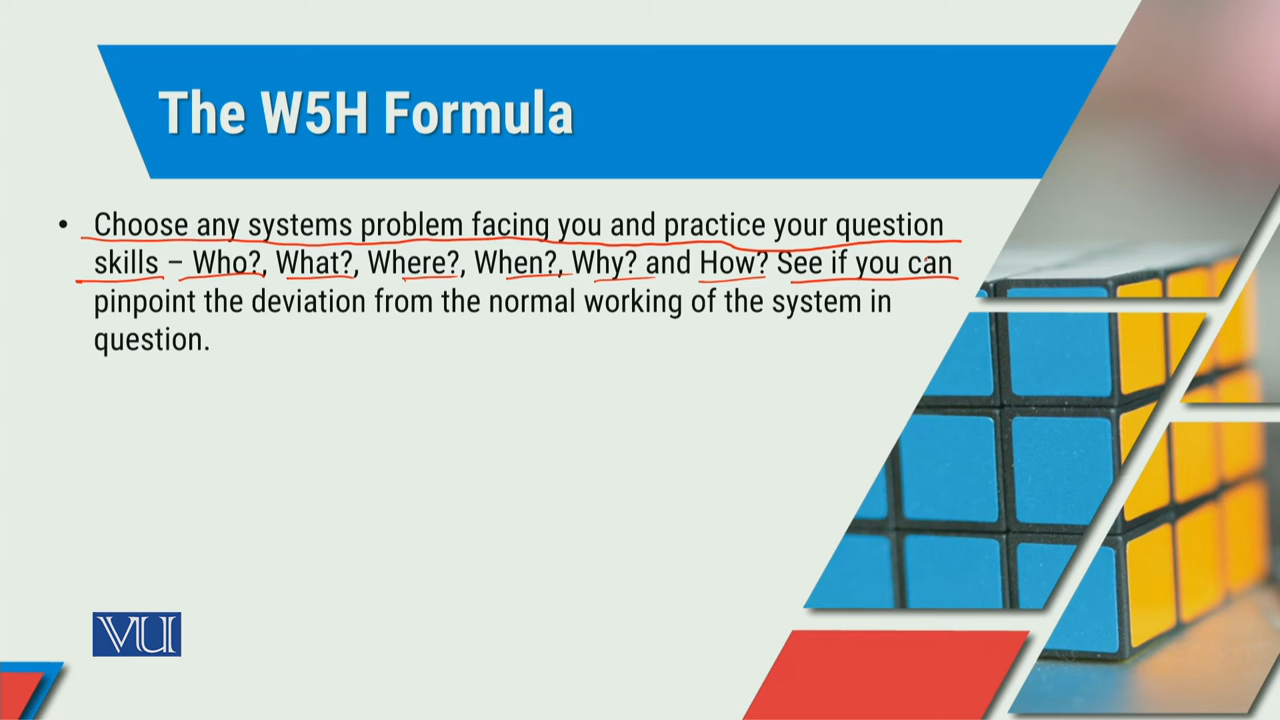 The W5H Formula
• Choose any systems problem facing you and practice your question
skills – Who?, What?, Where?, When?, Why? and How? See if you can
pinpoint the deviation from the normal working of the system in
question.
VU